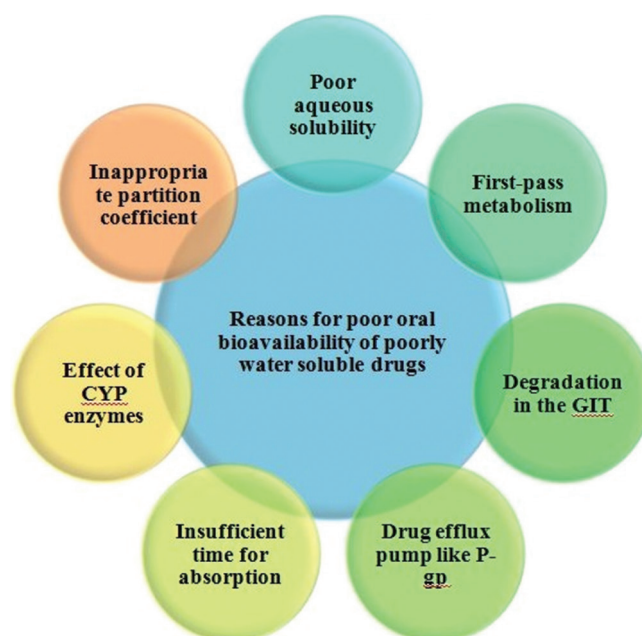 Poor
aqueous
solubility
First-pass
metabolism
Degradation
in the GIT
Drug efflux
pump like P-
gp
Insufficient
time for
absorption
Effect of
CYP
enzymes
Inappropria
te partition
coefficient
Reasons for poor oral
bioavailability of poorly
water soluble drugs